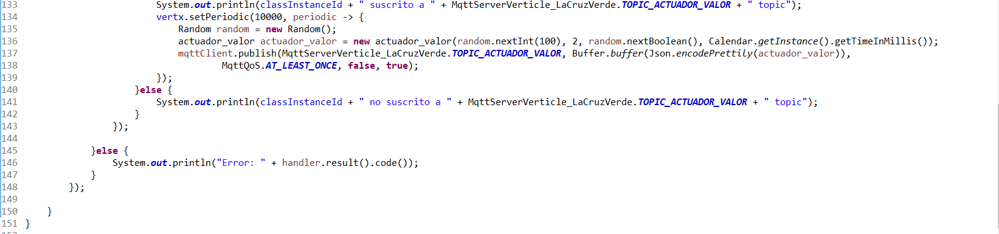 133                         System.out.println(classInstanceId + " suscrito a " + MqttServerVerticle_LaCruzVerde.TOPIC_ACTUADOR_VALOR + " topic");
134                         vertx.setPeriodic(10000, periodic -> {
135                             Random random = new Random();
136                             actuador_valor actuador_valor = new actuador_valor(random.nextInt(100), 2, random.nextBoolean(), Calendar.getInstance().getTimeInMillis());
137                             mqttClient.publish(MqttServerVerticle_LaCruzVerde.TOPIC_ACTUADOR_VALOR, Buffer.buffer(Json.encodePrettily(actuador_valor)),
138                                     MqttQoS.AT_LEAST_ONCE, false, true);
139                         });
140                     }else {
141                         System.out.println(classInstanceId + " no suscrito a " + MqttServerVerticle_LaCruzVerde.TOPIC_ACTUADOR_VALOR + " topic");
142                     }
143                 });
144
145             }else {
146                 System.out.println("Error: " + handler.result().code());
147             }
148         });
149
150     }
151 }